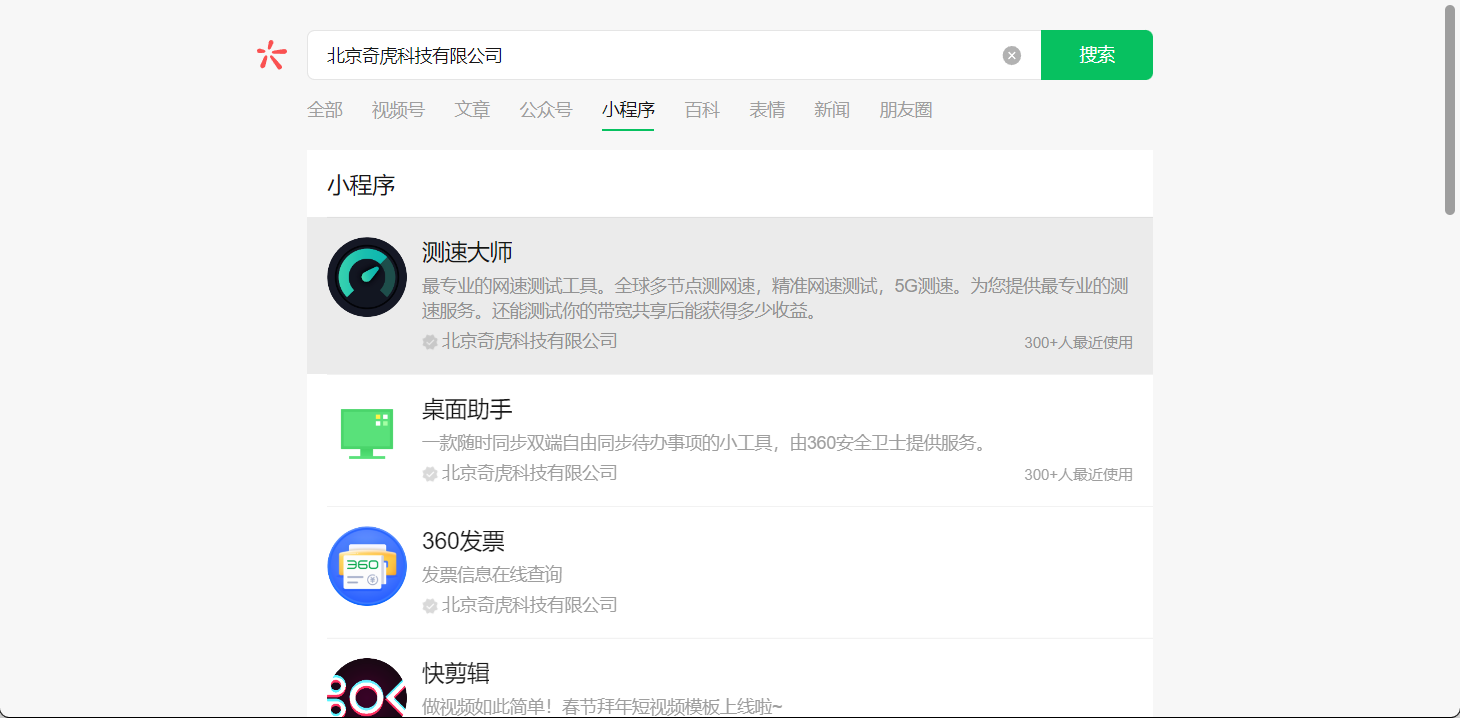 北京奇虎科技有限公司
搜索
全部 视频号 文章 公众号 小程序 百科 表情 新闻 朋友圈
小程序
测速大师
最专业的网速测试工具。全球多节点测网速，精准网速测试，5G测速。为您提供最专业的测
速服务。还能测试你的带宽共享后能获得多少收益。
北京奇虎科技有限公司
300+人最近使用
桌面助手
一款随时同步双端自由同步待办事项的小工具，由360安全卫士提供服务。
北京奇虎科技有限公司
300+人最近使用
360
360发票
发票信息在线查询
北京奇虎科技有限公司
快剪辑
做视频如此简单！春节拜年短视频模板上线啦~